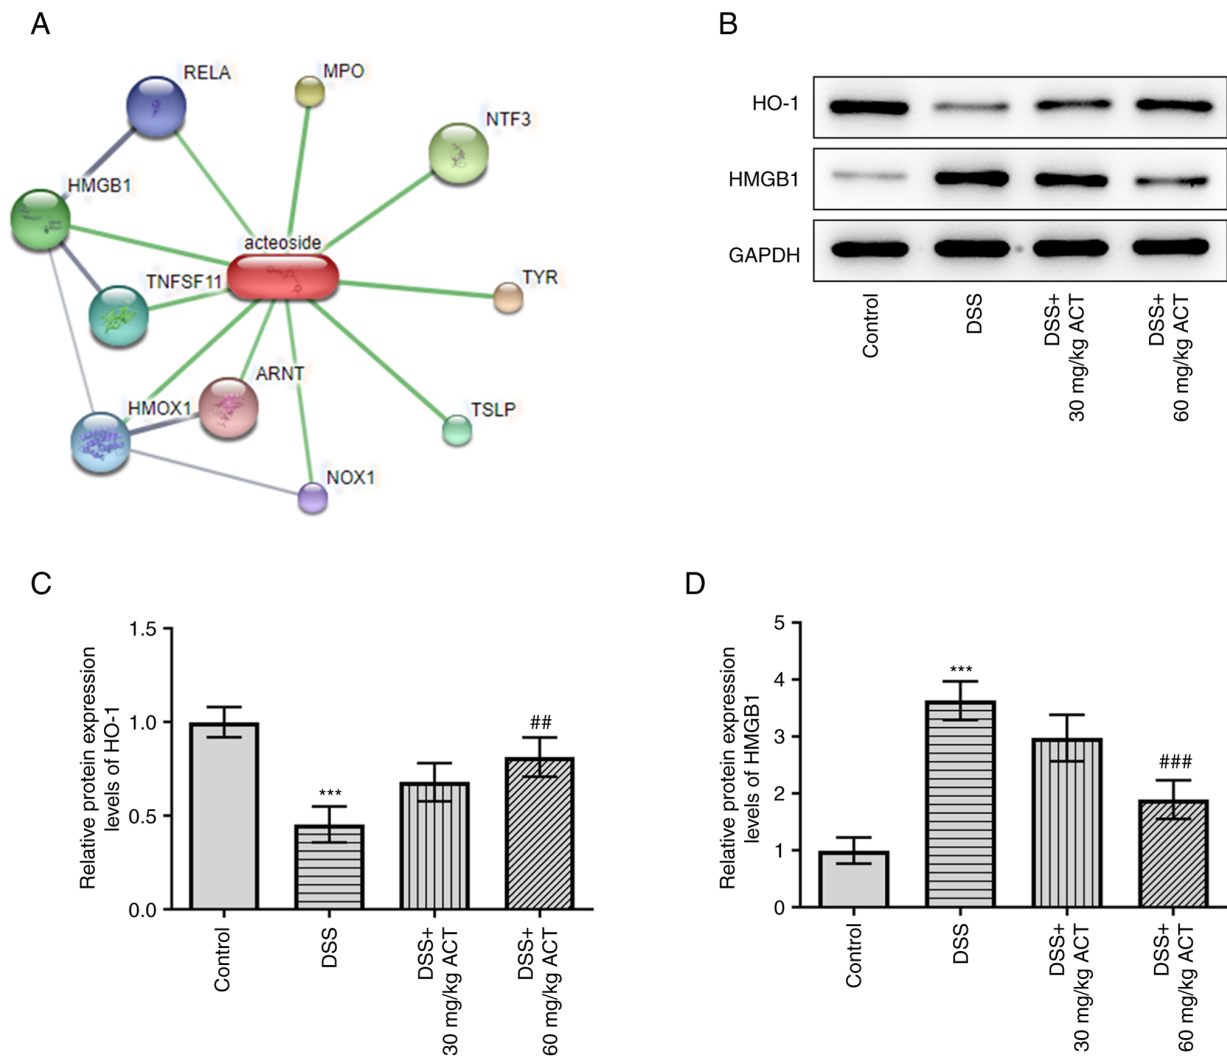 A
RELA
MPO
NTF3
HMGB1
acteoside
TNFSF11
TYR
ARNT
HMOX1
TSLP
NOX1
B
HO-1
HMGB1
GAPDH
Control
DSS
DSS+
30 mg/kg ACT
DSS+
60 mg/kg ACT
C
Relative protein expression
levels of HO-1
1.5
1.0
0.5
0.0
***
##
Control
DSS
DSS+
30 mg/kg ACT
DSS+
60 mg/kg ACT
D
Relative protein expression
levels of HMGB1
5
4
3
2
1
0
***
###
Control
DSS
DSS+
30 mg/kg ACT
DSS+
60 mg/kg ACT